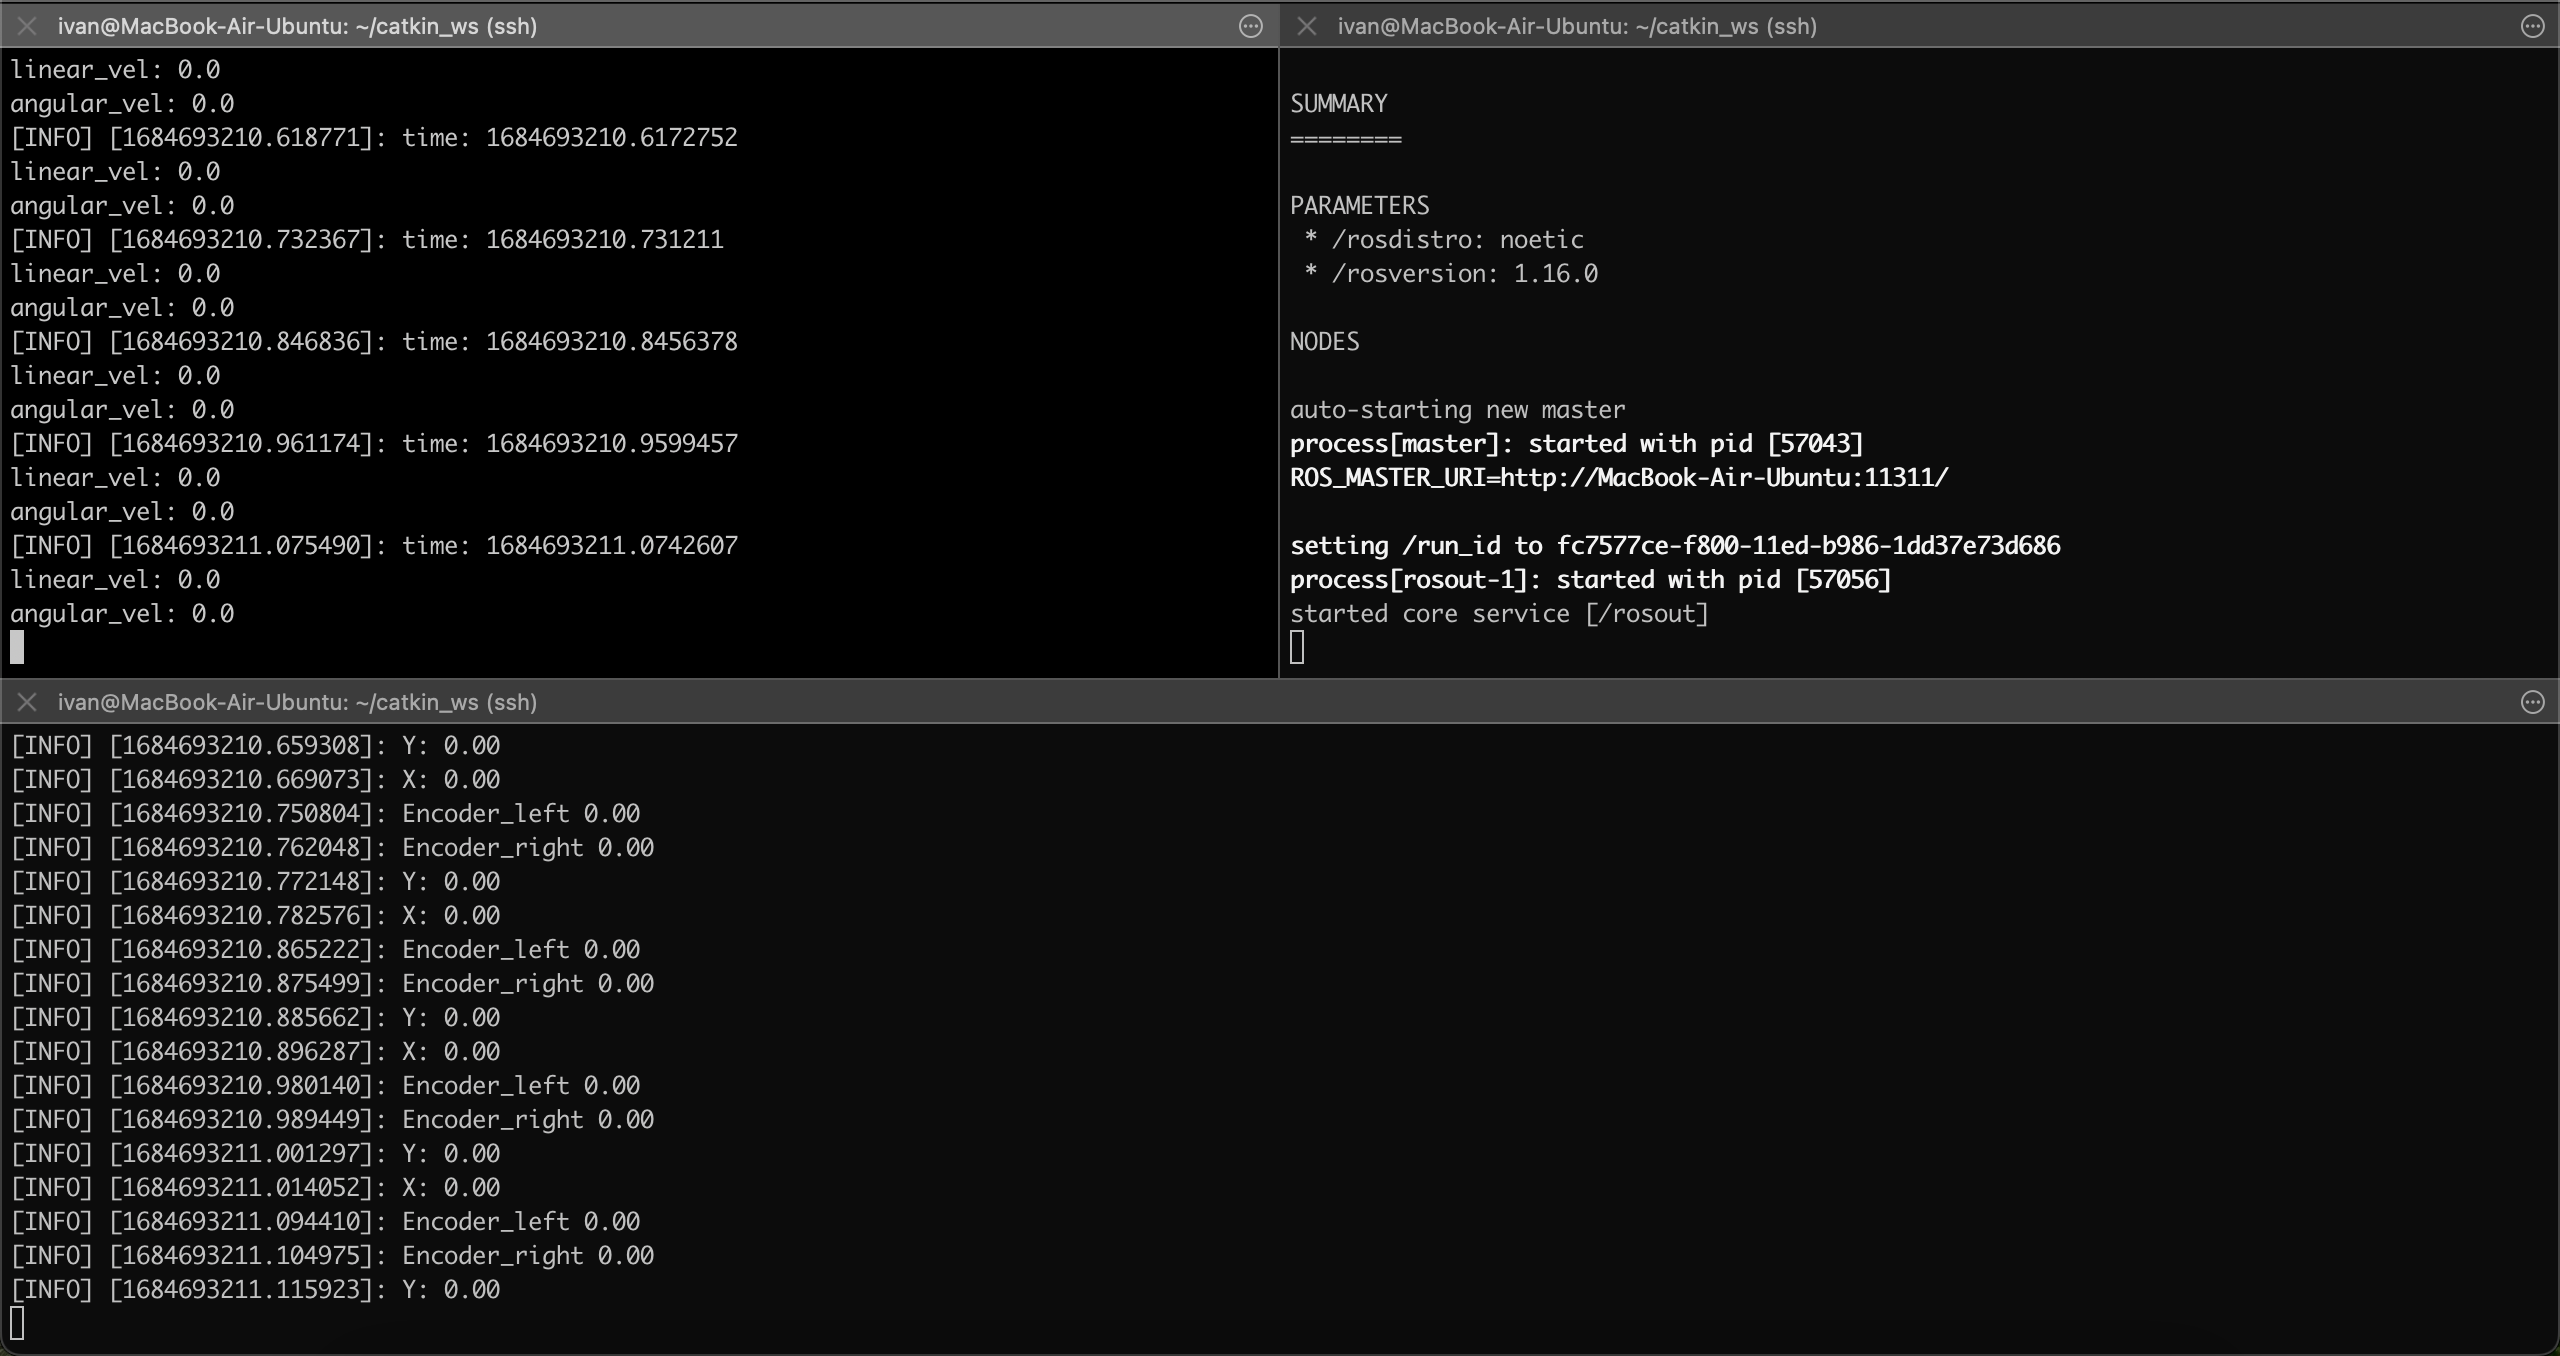 ivan@MacBook-Air-Ubuntu: ~/catkin_ws (ssh)
linear_vel: 0.0
angular_vel: 0.0
[INFO] [1684693210.618771]: time: 1684693210.6172752
linear_vel: 0.0
angular_vel: 0.0
[INFO] [1684693210.732367]: time: 1684693210.731211
linear_vel: 0.0
angular_vel: 0.0
[INFO] [1684693210.846836]: time: 1684693210.8456378
linear_vel: 0.0
angular_vel: 0.0
[INFO] [1684693210.961174]: time: 1684693210.9599457
linear_vel: 0.0
angular_vel: 0.0
[INFO] [1684693211.075490]: time: 1684693211.0742607
linear_vel: 0.0
angular_vel: 0.0
ivan@MacBook-Air-Ubuntu: ~/catkin_ws (ssh)
SUMMARY
========
PARAMETERS
* /rosdistro: noetic
* /rosversion: 1.16.0
NODES
auto-starting new master
process[master]: started with pid [57043]
ROS_MASTER_URI=http://MacBook-Air-Ubuntu:11311/
setting /run_id to fc7577ce-f800-11ed-b986-1dd37e73d686
process[rosout-1]: started with pid [57056]
started core service [/rosout]
ivan@MacBook-Air-Ubuntu: ~/catkin_ws (ssh)
[INFO] [1684693210.659308]: Y: 0.00
[INFO] [1684693210.669073]: X: 0.00
[INFO] [1684693210.750804]: Encoder_left 0.00
[INFO] [1684693210.762048]: Encoder_right 0.00
[INFO] [1684693210.772148]: Y: 0.00
[INFO] [1684693210.782576]: X: 0.00
[INFO] [1684693210.865222]: Encoder_left 0.00
[INFO] [1684693210.875499]: Encoder_right 0.00
[INFO] [1684693210.885662]: Y: 0.00
[INFO] [1684693210.896287]: X: 0.00
[INFO] [1684693210.980140]: Encoder_left 0.00
[INFO] [1684693210.989449]: Encoder_right 0.00
[INFO] [1684693211.001297]: Y: 0.00
[INFO] [1684693211.014052]: X: 0.00
[INFO] [1684693211.094410]: Encoder_left 0.00
[INFO] [1684693211.104975]: Encoder_right 0.00
[INFO] [1684693211.115923]: Y: 0.00